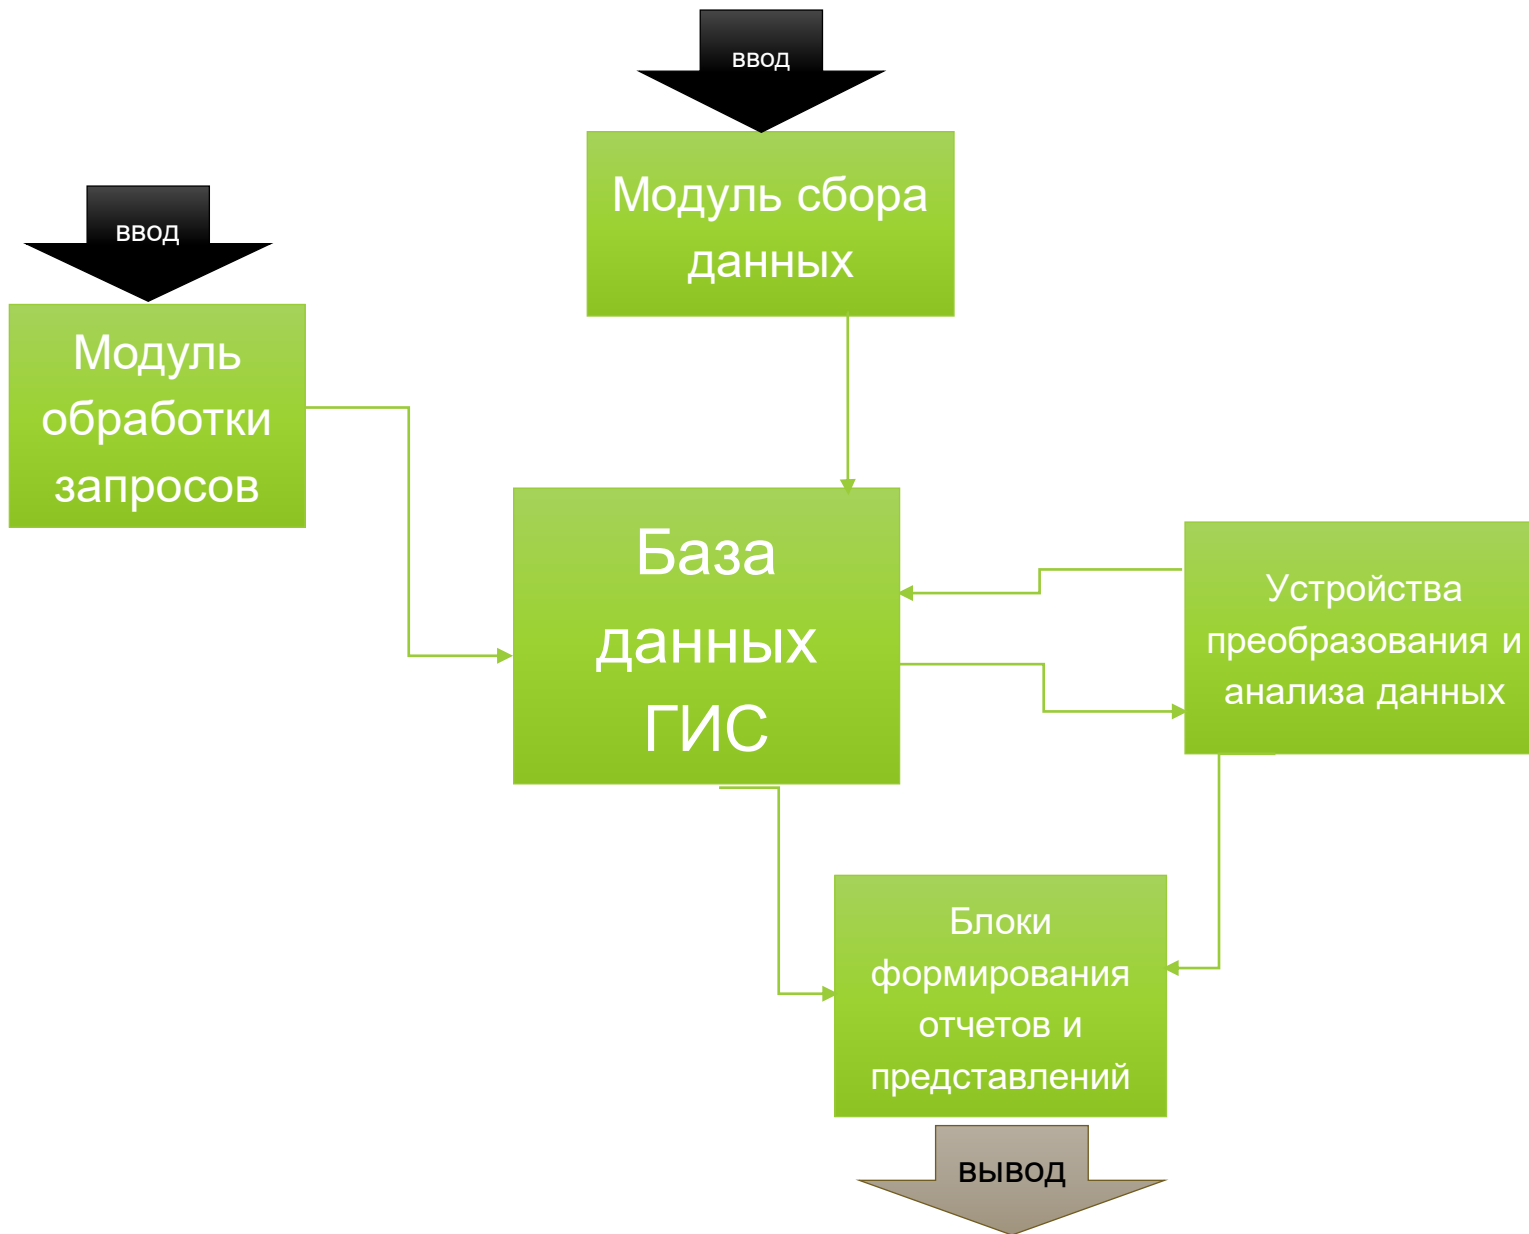 ввод
Модуль сбора
данных
ввод
Модуль
обработки
запросов
База
данных
ГИС
Устройства
преобразования и
анализа данных
Блоки
формирования
отчетов и
представлений
вывод